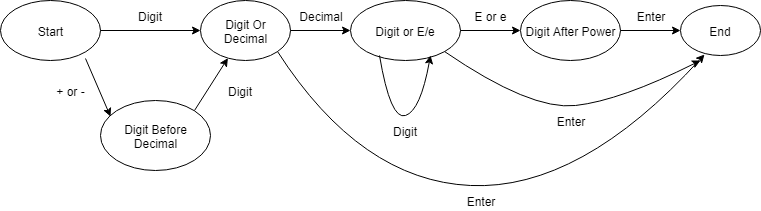 Digit
Decimal
E or e
Enter
Start
Digit Or
Decimal
Digit or E/e
Digit After Power
End
+ or -
Digit
Digit Before
Decimal
Digit
Enter
Enter